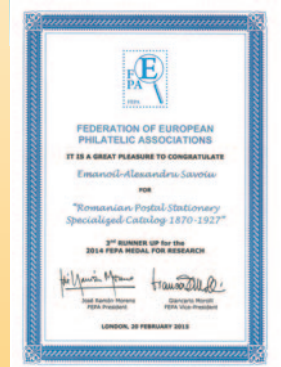 F E
PA
FEPA
FEDERATION OF EUROPEAN
PHILATELIC ASSOCIATIONS
IT IS A GREAT PLEASURE TO CONGRATULATE
Emanoil-Alexandru Savoiu
FOR
"Romanian Postal Stationery
Specialized Catalog 1870-1927"
2nd RUNNER UP for the
2014 FEPA MEDAL FOR RESEARCH
José Ramón Moreno
FEPA President
Giancarlo Morolli
FEPA Vice-President
LONDON, 20 FEBRUARY 2015